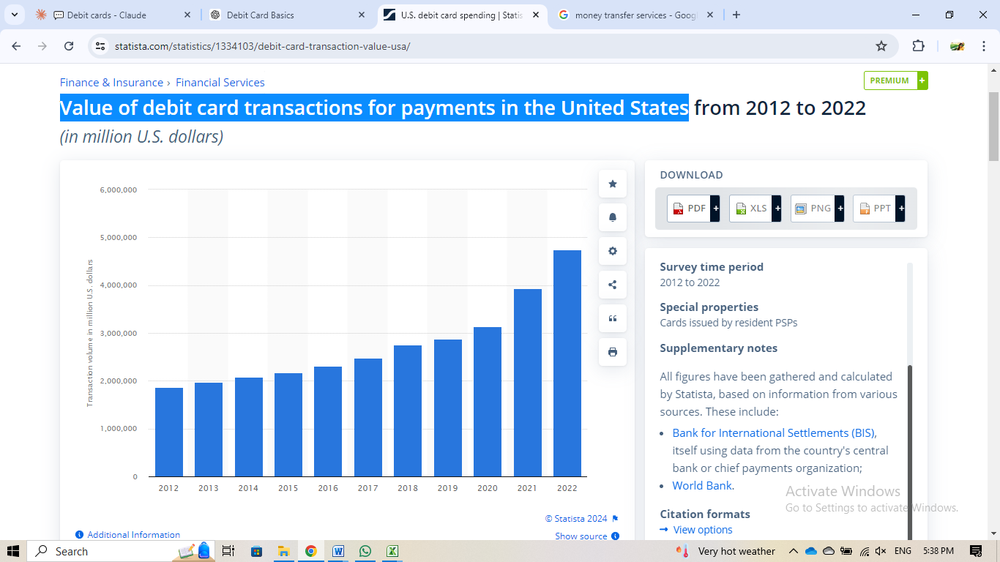 Debit cards - Claude
Debit Card Basics
U.S. debit card spending | Statis
money transfer services - Goog
statista.com/statistics/1334103/debit-card-transaction-value-usa/
Finance & Insurance › Financial Services
PREMIUM +
Value of debit card transactions for payments in the United States from 2012 to 2022
(in million U.S. dollars)
Transaction volume in million U.S. dollars
6,000,000
5,000,000
4,000,000
3,000,000
2,000,000
1,000,000
0
2012 2013 2014 2015 2016 2017 2018 2019 2020 2021 2022
© Statista 2024
Additional Information
Show source
DOWNLOAD
PDF + XLS + PNG + PPT +
Survey time period
2012 to 2022
Special properties
Cards issued by resident PSPs
Supplementary notes
All figures have been gathered and calculated
by Statista, based on information from various
sources. These include:
Bank for International Settlements (BIS),
itself using data from the country's central
bank or chief payments organization;
World Bank.
Citation formats
→ View options
Activate Windows
Go to Settings to activate Windows.
Search
Very hot weather
ENG
5:38 PM